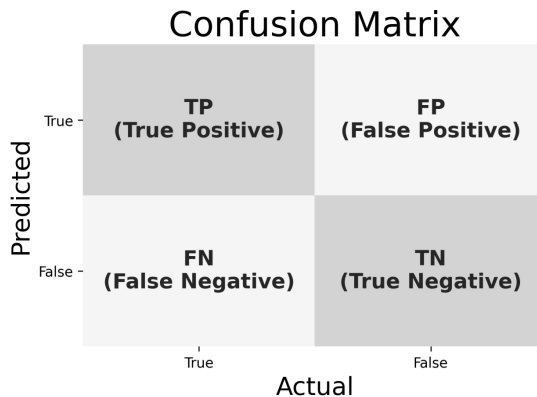 Confusion Matrix
Predicted
True
TP
(True Positive)
FP
(False Positive)
False
FN
(False Negative)
TN
(True Negative)
True
False
Actual